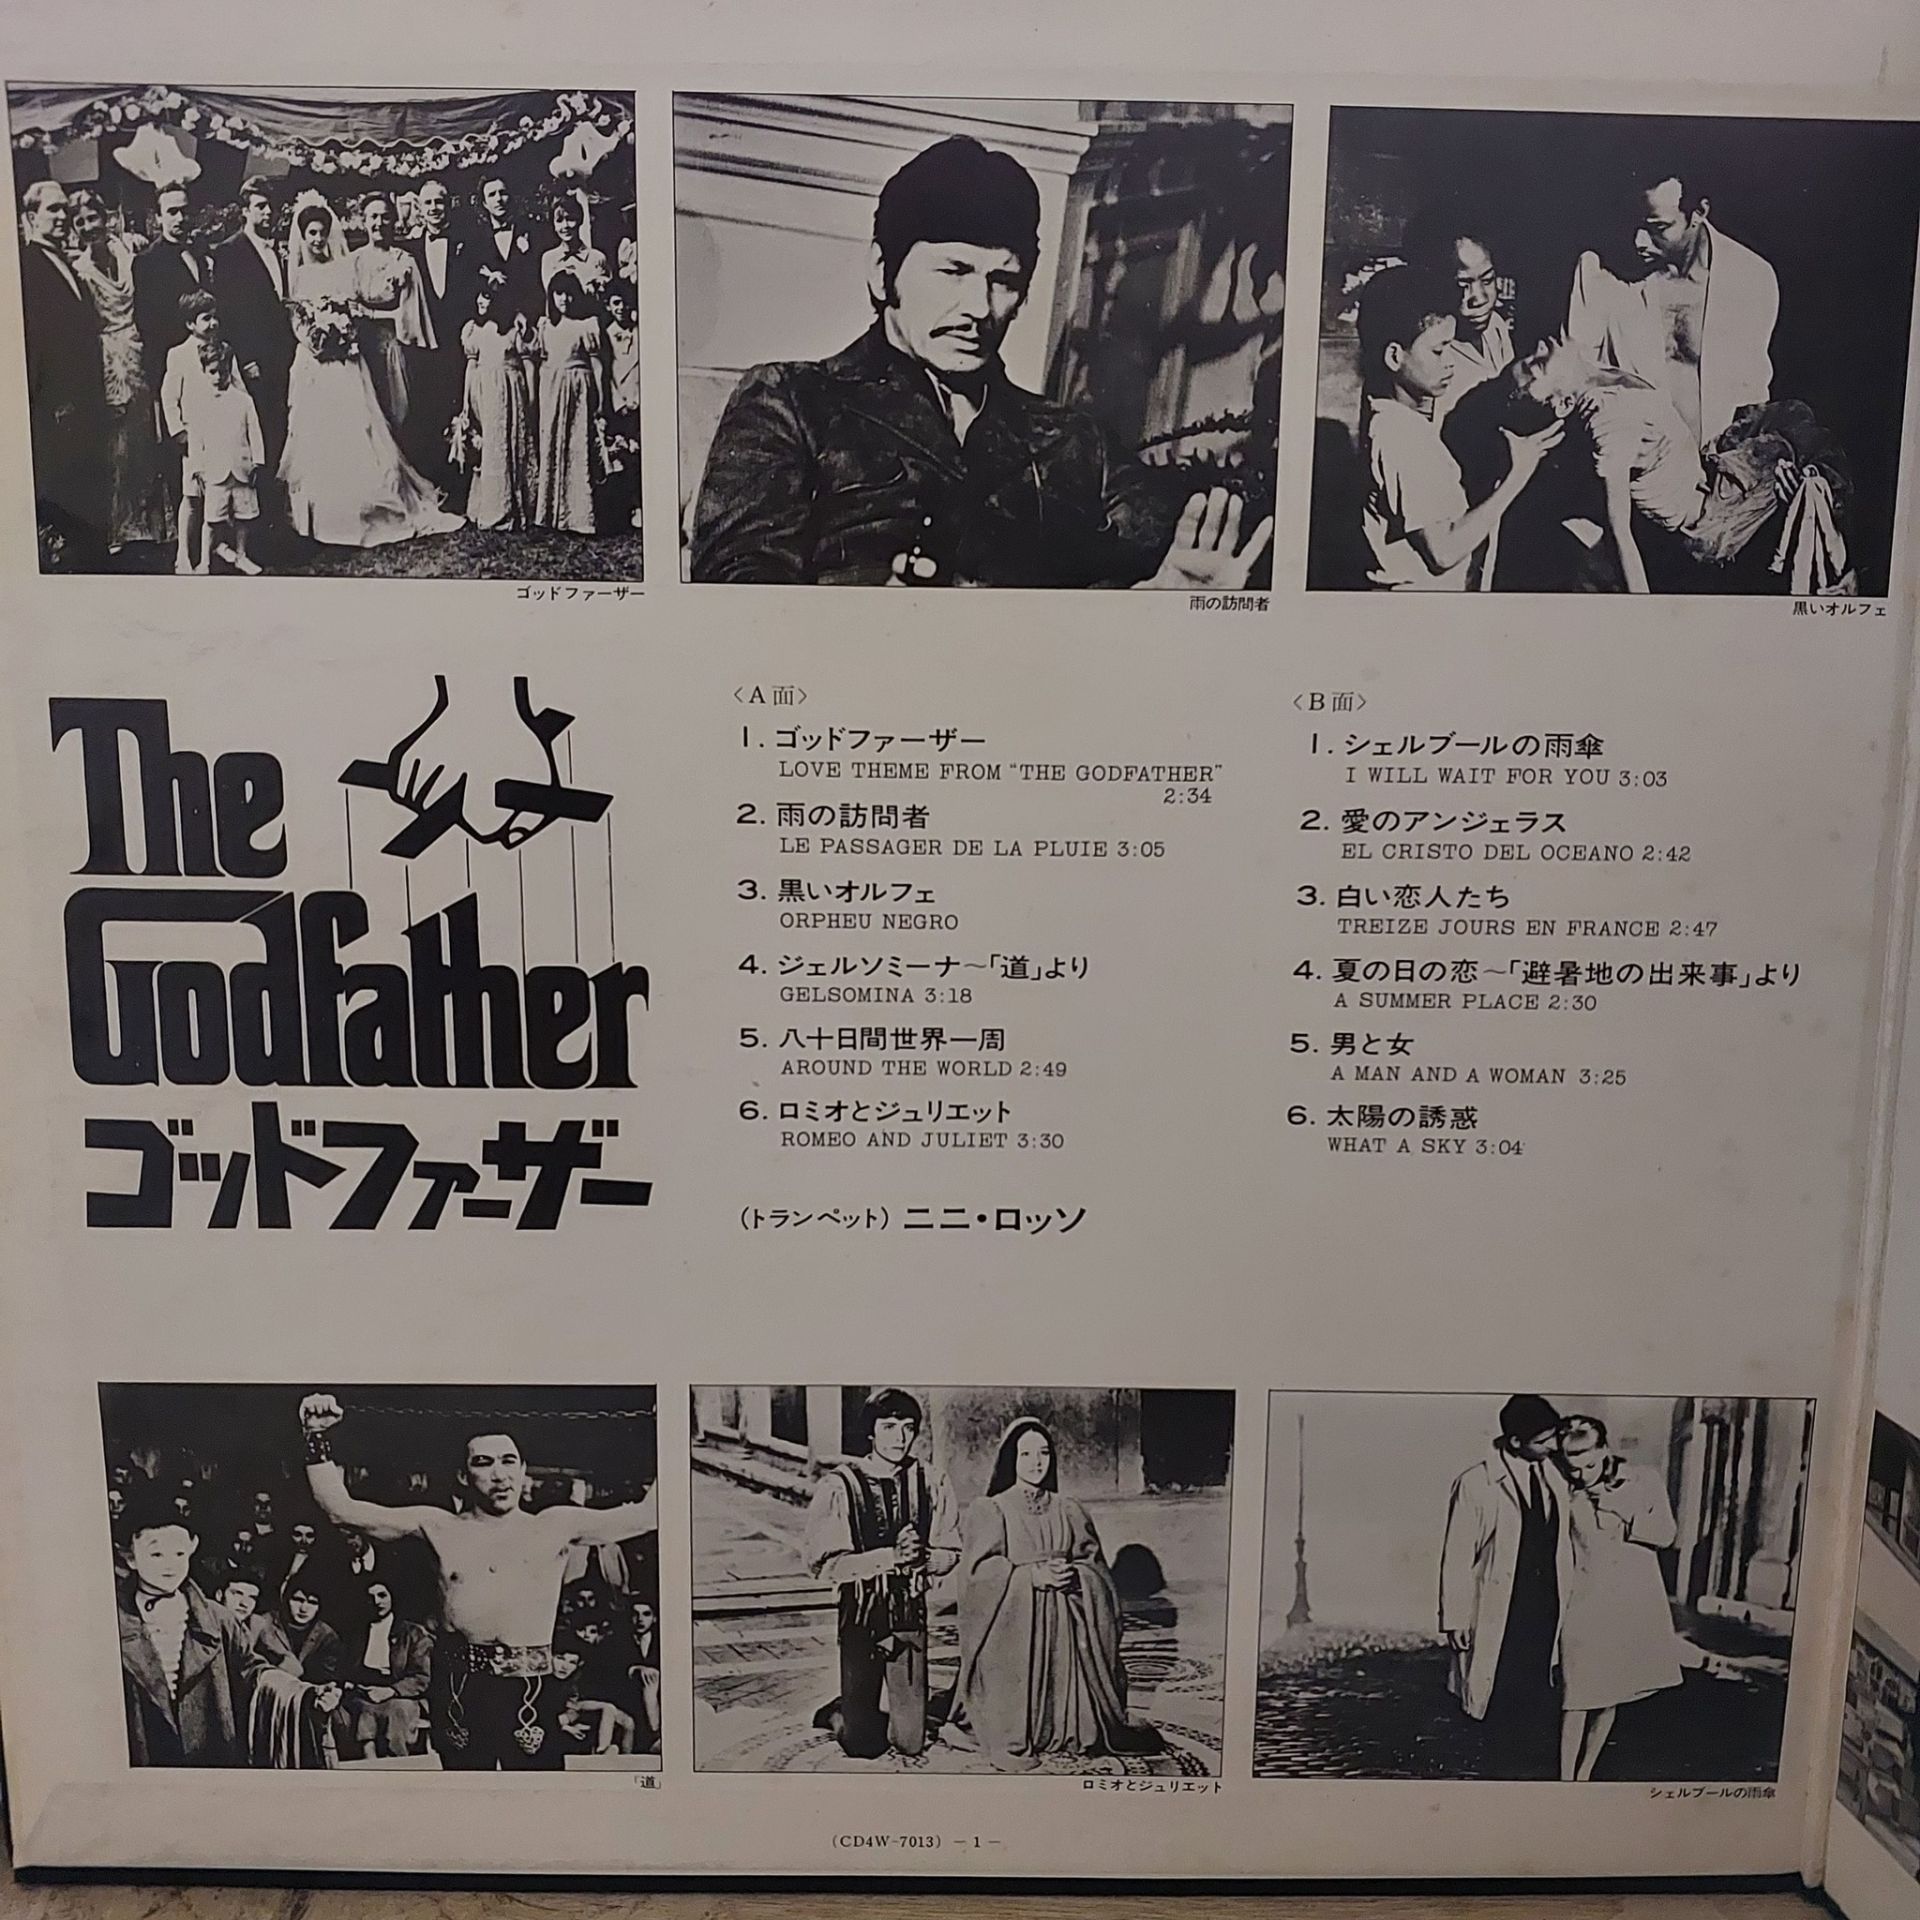 ゴッドファーザー
雨の訪問者
黒いオルフェ
The
Godfather
ゴッドファーザー
〈A面〉
1. ゴッドファーザー
LOVE THEME FROM “THE GODFATHER”
2:34
2. 雨の訪問者
LE PASSAGER DE LA PLUIE 3:05
3. 黒いオルフェ
ORPHEU NEGRO
4. ジェルソミーナ〜「道」より
GELSOMINA 3:18
5. 八十日間世界一周
AROUND THE WORLD 2:49
6. ロミオとジュリエット
ROMEO AND JULIET 3:30
(トランペット) ニニ・ロッソ
〈B面〉
1. シェルブールの雨傘
I WILL WAIT FOR YOU 3:03
2. 愛のアンジェラス
EL CRISTO DEL OCEANO 2:42
3. 白い恋人たち
TREIZE JOURS EN FRANCE 2:47
4. 夏の日の恋〜「避暑地の出来事」より
A SUMMER PLACE 2:30
5. 男と女
A MAN AND A WOMAN 3:25
6. 太陽の誘惑
WHAT A SKY 3:04
「道」
ロミオとジュリエット
シェルブールの雨傘
(CD4W-7013) －1－